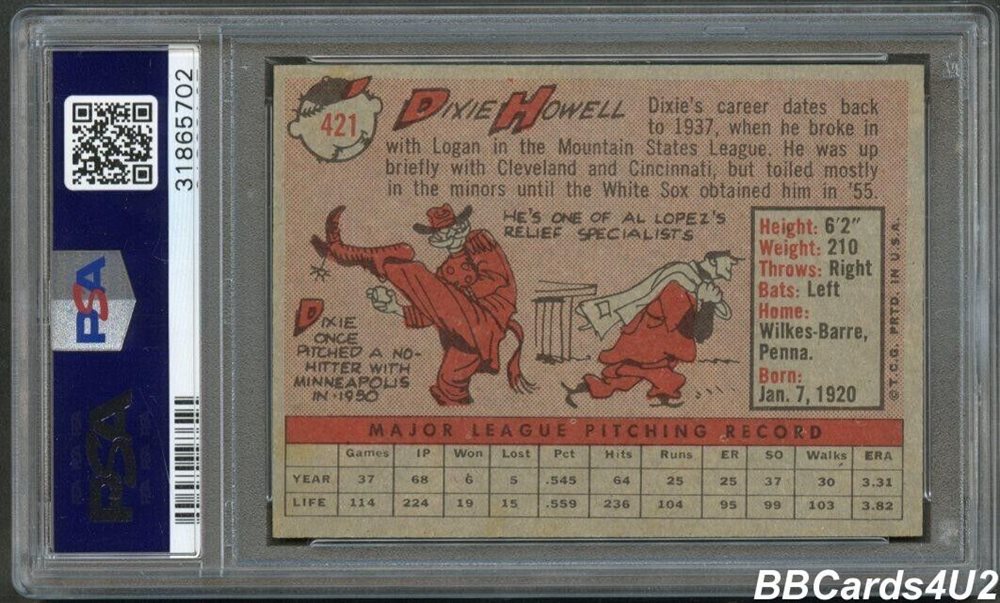 31865702
PSA
PSA
421
DIXIE HOWELL
Dixie's career dates back
to 1937, when he broke in
with Logan in the Mountain States League. He was up
briefly with Cleveland and Cincinnati, but toiled mostly
in the minors until the White Sox obtained him in '55.
HE'S ONE OF AL LOPEZ'S
RELIEF SPECIALISTS
DIXIE
ONCE
PITCHED A NO-
HITTER WITH
MINNEAPOLIS
IN 1950
Height: 6'2"
Weight: 210
Throws: Right
Bats: Left
Home:
Wilkes-Barre,
Penna.
Born:
Jan. 7, 1920
© T.C.G. PRTD. IN U.S.A.
MAJOR LEAGUE PITCHING RECORD
Games IP Won Lost Pct Hits Runs ER SO Walks ERA
YEAR 37 68 6 5 .545 64 25 25 37 30 3.31
LIFE 114 224 19 15 .559 236 104 95 99 103 3.82
BBCards4U2